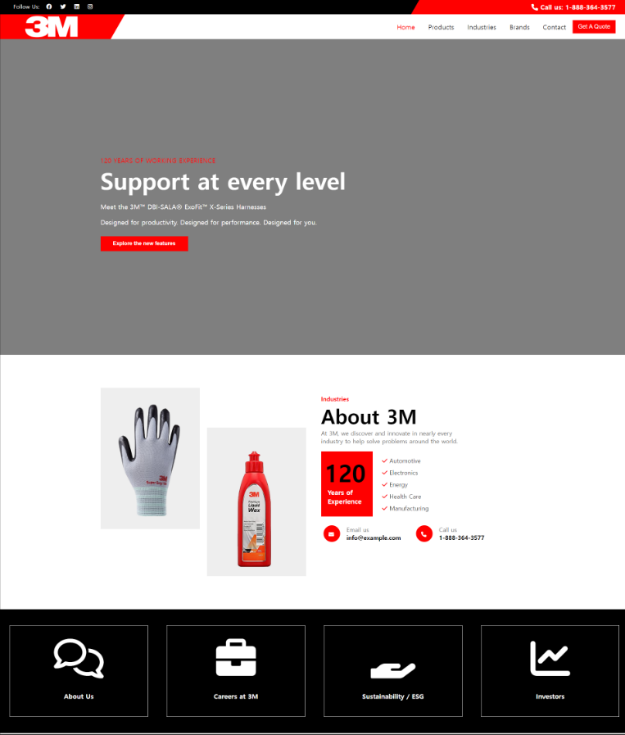 Follow Us:
Call us: 1-888-364-3577
3M
Home Products Industries Brands Contact Get A Quote
120 YEARS OF WORKING EXPERIENCE
Support at every level
Meet the 3M™ DBI-SALA® ExoFit™ X-Series Harnesses
Designed for productivity. Designed for performance. Designed for you.
Explore the new features
Industries
About 3M
At 3M, we discover and innovate in nearly every
industry to help solve problems around the world.
120
Years of
Experience
Automotive
Electronics
Energy
Health Care
Manufacturing
Email us
info@example.com
Call us
1-888-364-3577
3M
3M
Liquid
Wax
About Us
Careers at 3M
Sustainability / ESG
Investors